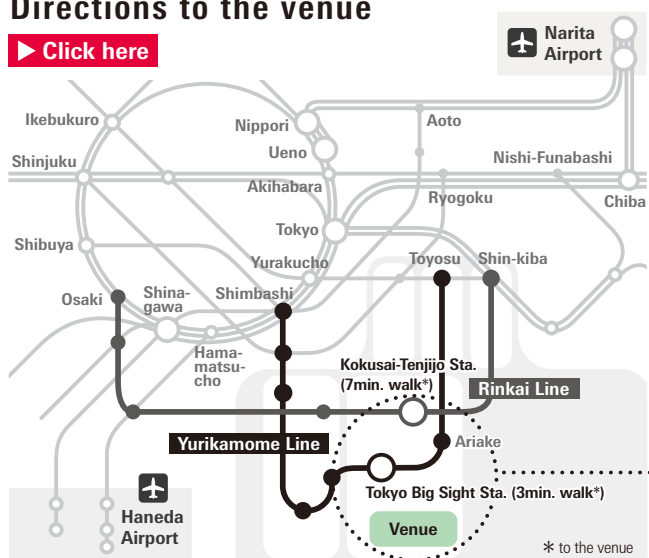 Directions to the venue
▶ Click here
Narita
Airport
Ikebukuro
Nippori
Aoto
Ueno
Shinjuku
Nishi-Funabashi
Akihabara
Ryogoku
Chiba
Tokyo
Shibuya
Yurakucho
Toyosu
Shin-kiba
Osaki
Shina-
gawa
Shimbashi
Hama-
matsu-
cho
Kokusai-Tenjijo Sta.
(7min. walk*)
Rinkai Line
Yurikamome Line
Ariake
Tokyo Big Sight Sta. (3min. walk*)
Haneda
Airport
Venue
* to the venue